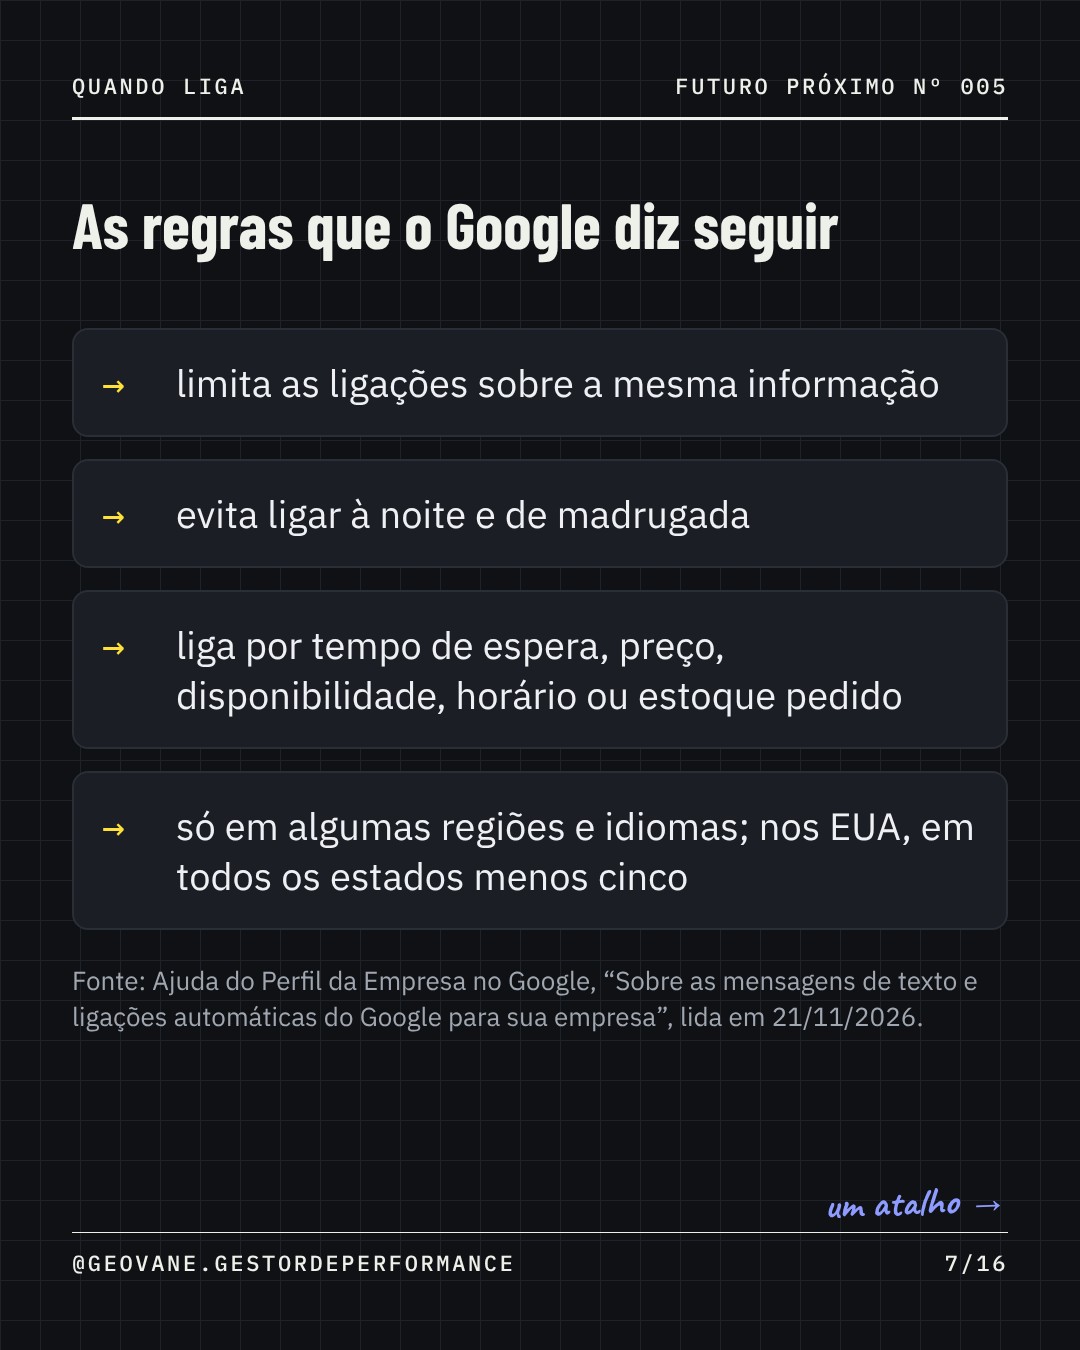 QUANDO LIGA
FUTURO PRÓXIMO Nº 005
As regras que o Google diz seguir
→ limita as ligações sobre a mesma informação
→ evita ligar à noite e de madrugada
→ liga por tempo de espera, preço,
disponibilidade, horário ou estoque pedido
→ só em algumas regiões e idiomas; nos EUA, em
todos os estados menos cinco
Fonte: Ajuda do Perfil da Empresa no Google, “Sobre as mensagens de texto e
ligações automáticas do Google para sua empresa”, lida em 21/11/2026.
um atalho →
@GEOVANE.GESTORDEPERFORMANCE
7/16